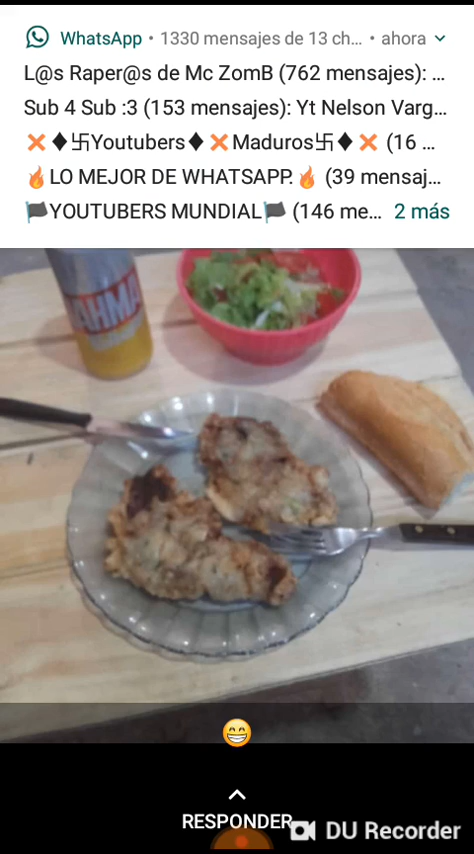 WhatsApp • 1330 mensajes de 13 ch... • ahora
L@s Raper@s de Mc ZomB (762 mensajes): ...
Sub 4 Sub :3 (153 mensajes): Yt Nelson Varg...
❌♦卐Youtubers♦❌Maduros卐♦❌ (16 ...
🔥LO MEJOR DE WHATSAPP.🔥 (39 mensaj...
🏴YOUTUBERS MUNDIAL🏴 (146 me... 2 más
AHMA
😁
RESPONDER
DU Recorder